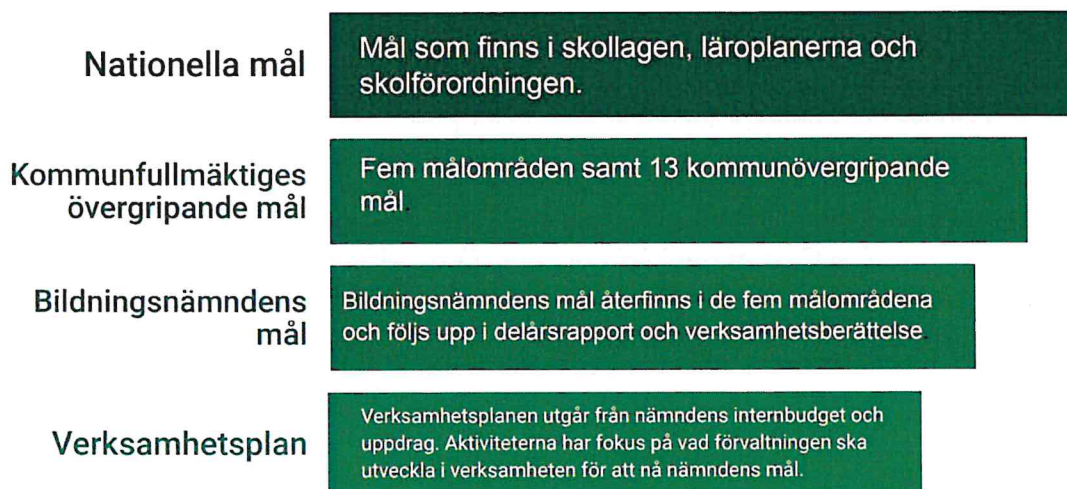 Nationella mål
Mål som finns i skollagen, läroplanerna och
skolförordningen.
Kommunfullmäktiges
övergripande mål
Fem målområden samt 13 kommunövergripande
mål.
Bildningsnämndens
mål
Bildningsnämndens mål återfinns i de fem målområdena
och följs upp i delårsrapport och verksamhetsberättelse.
Verksamhetsplan
Verksamhetsplanen utgår från nämndens internbudget och
uppdrag. Aktiviteterna har fokus på vad förvaltningen ska
utveckla i verksamheten för att nå nämndens mål.